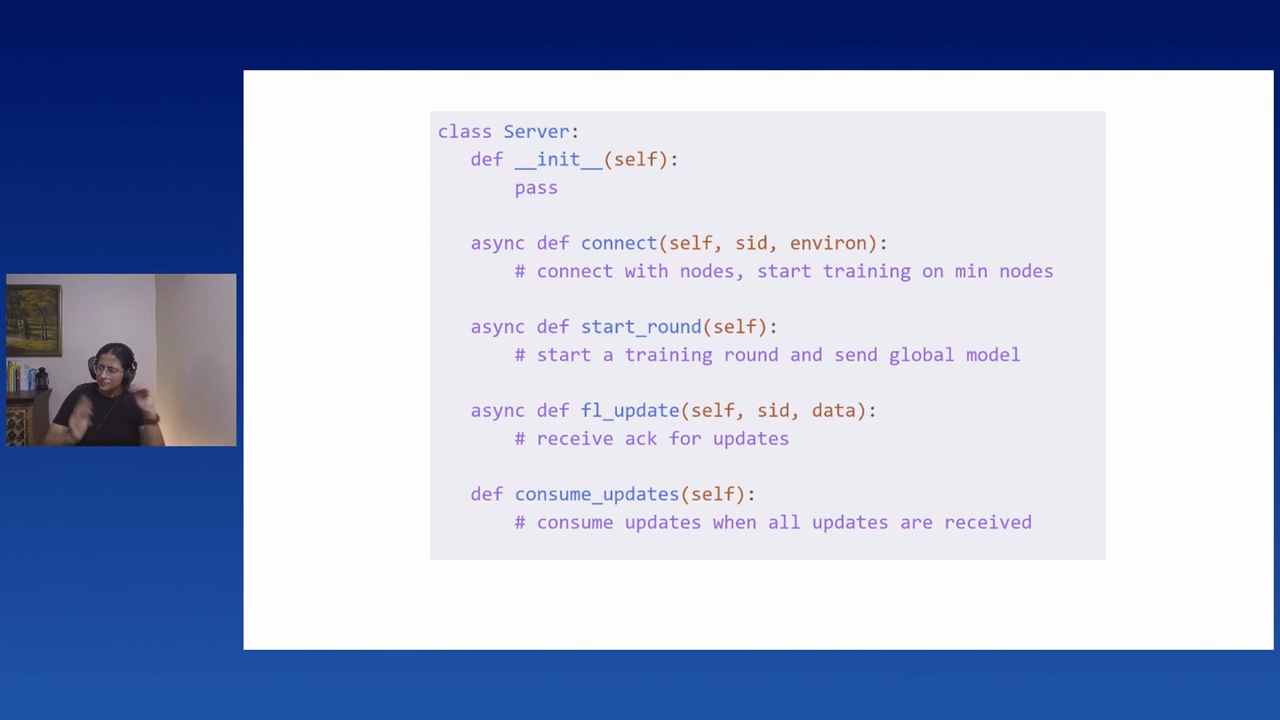 class Server:
def __init__(self):
pass
async def connect(self, sid, environ):
# connect with nodes, start training on min nodes
async def start_round(self):
# start a training round and send global model
async def fl_update(self, sid, data):
# receive ack for updates
def consume_updates(self):
# consume updates when all updates are received